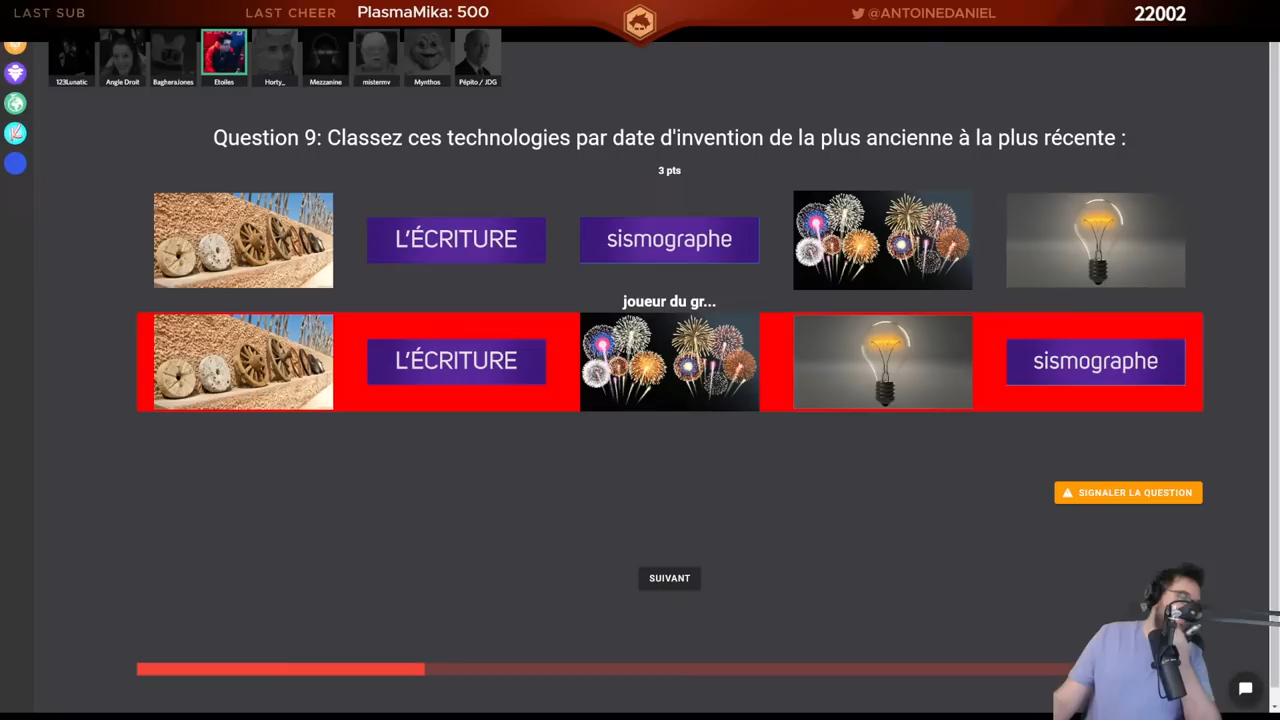 LAST SUB
LAST CHEER
PlasmaMika: 500
@ANTOINEDANIEL
22002
123Lunatic
Angle Droit
BagheraJones
Etoiles
Horty_
Mezzanine
mistermv
Mynthos
Pépito / JDG
Question 9: Classez ces technologies par date d'invention de la plus ancienne à la plus récente :
3 pts
L'ÉCRITURE
sismographe
joueur du gr...
L'ÉCRITURE
sismographe
SIGNALER LA QUESTION
SUIVANT